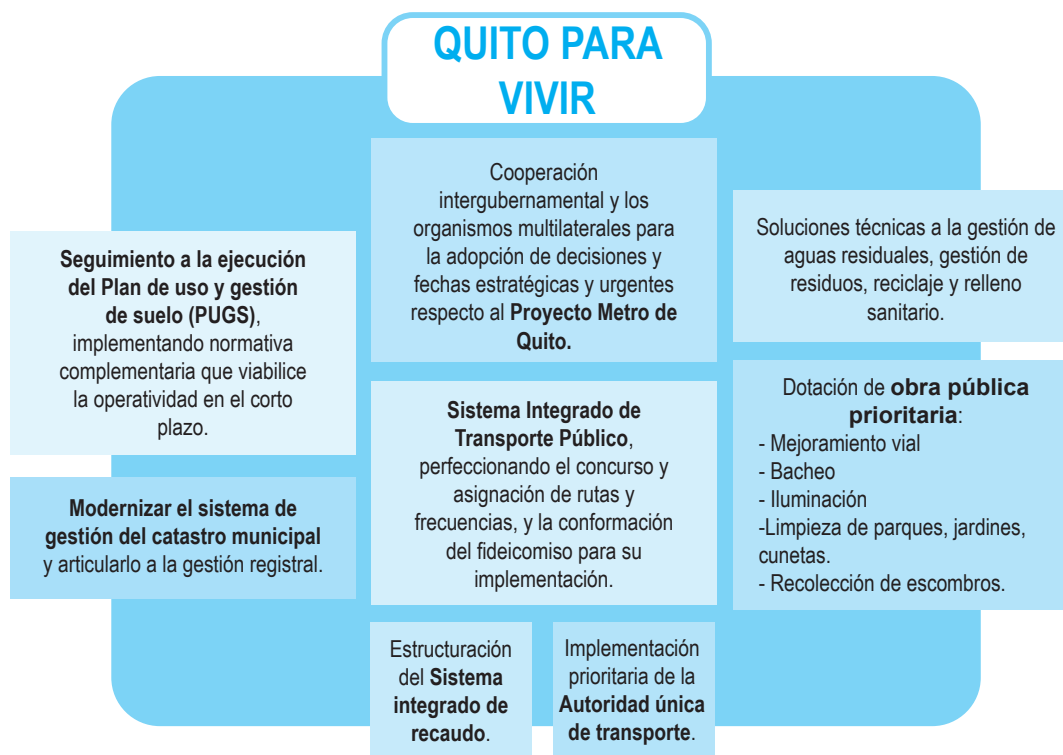 QUITO PARA
VIVIR
Seguimiento a la ejecución
del Plan de uso y gestión
de suelo (PUGS),
implementando normativa
complementaria que viabilice
la operatividad en el corto
plazo.
Modernizar el sistema de
gestión del catastro municipal
y articularlo a la gestión registral.
Cooperación
intergubernamental y los
organismos multilaterales para
la adopción de decisiones y
fechas estratégicas y urgentes
respecto al Proyecto Metro de
Quito.
Sistema Integrado de
Transporte Público,
perfeccionando el concurso y
asignación de rutas y
frecuencias, y la conformación
del fideicomiso para su
implementación.
Estructuración
del Sistema
integrado de
recaudo.
Implementación
prioritaria de la
Autoridad única
de transporte.
Soluciones técnicas a la gestión de
aguas residuales, gestión de
residuos, reciclaje y relleno
sanitario.
Dotación de obra pública
prioritaria:
- Mejoramiento vial
- Bacheo
- Iluminación
-Limpieza de parques, jardines,
cunetas.
- Recolección de escombros.